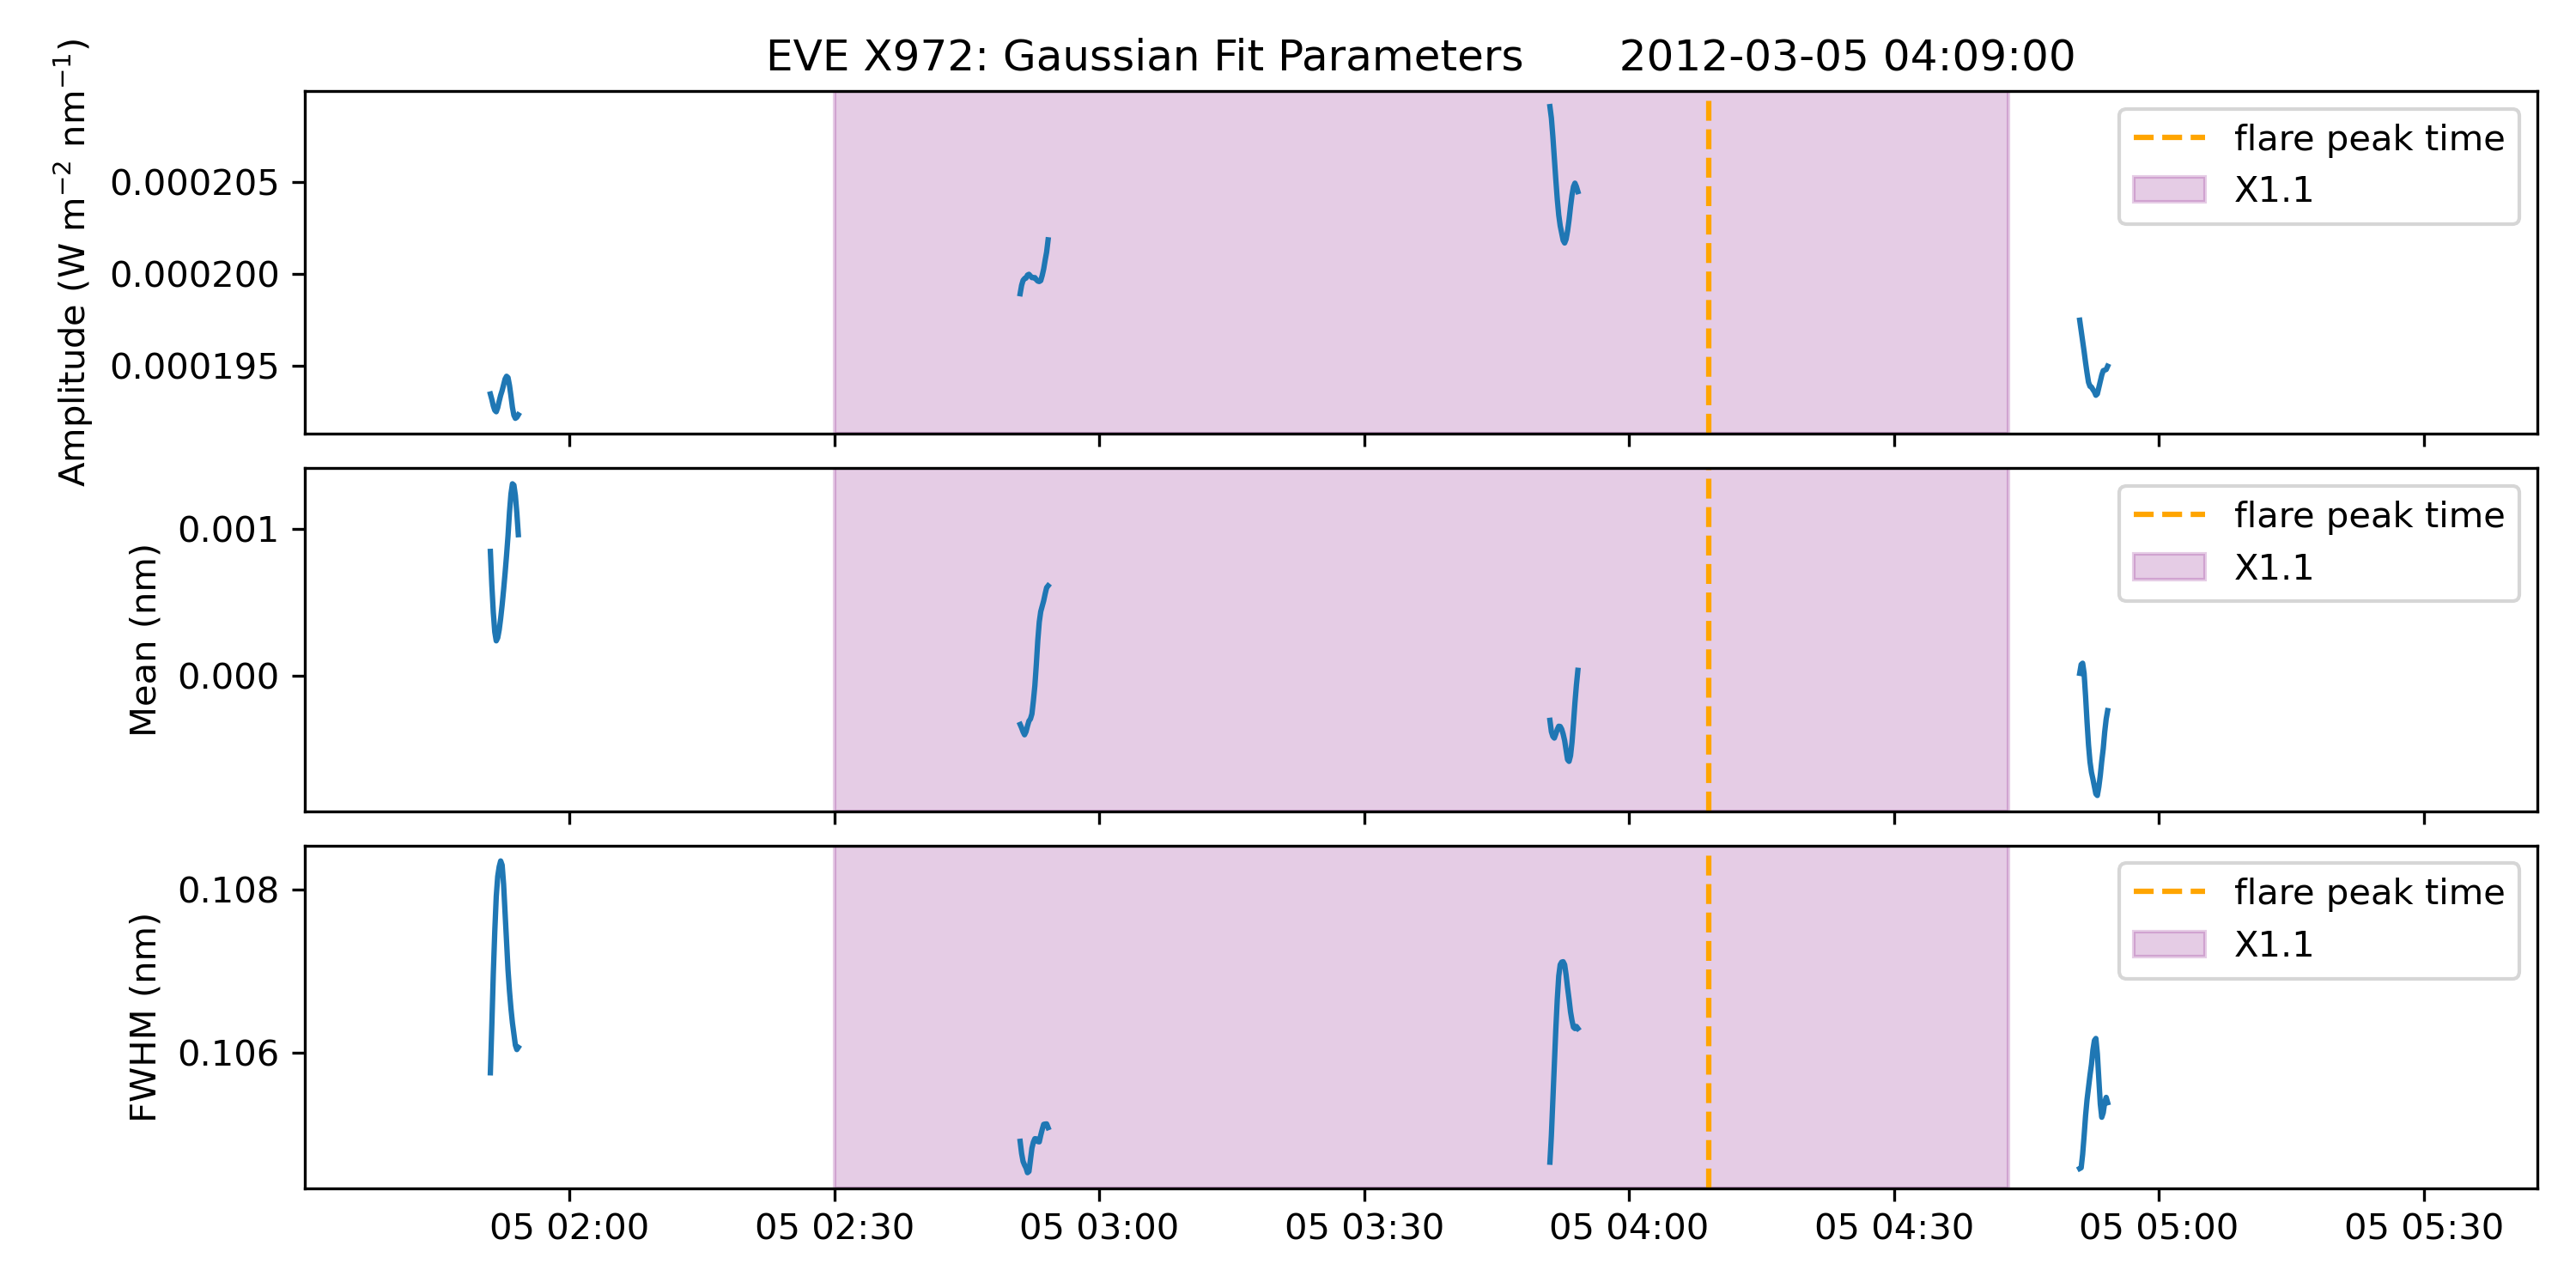 EVE X972: Gaussian Fit Parameters 2012-03-05 04:09:00
Amplitude (W m⁻² nm⁻¹)
0.000205
0.000200
0.000195
flare peak time
X1.1
Mean (nm)
0.001
0.000
flare peak time
X1.1
FWHM (nm)
0.108
0.106
flare peak time
X1.1
05 02:00 05 02:30 05 03:00 05 03:30 05 04:00 05 04:30 05 05:00 05 05:30